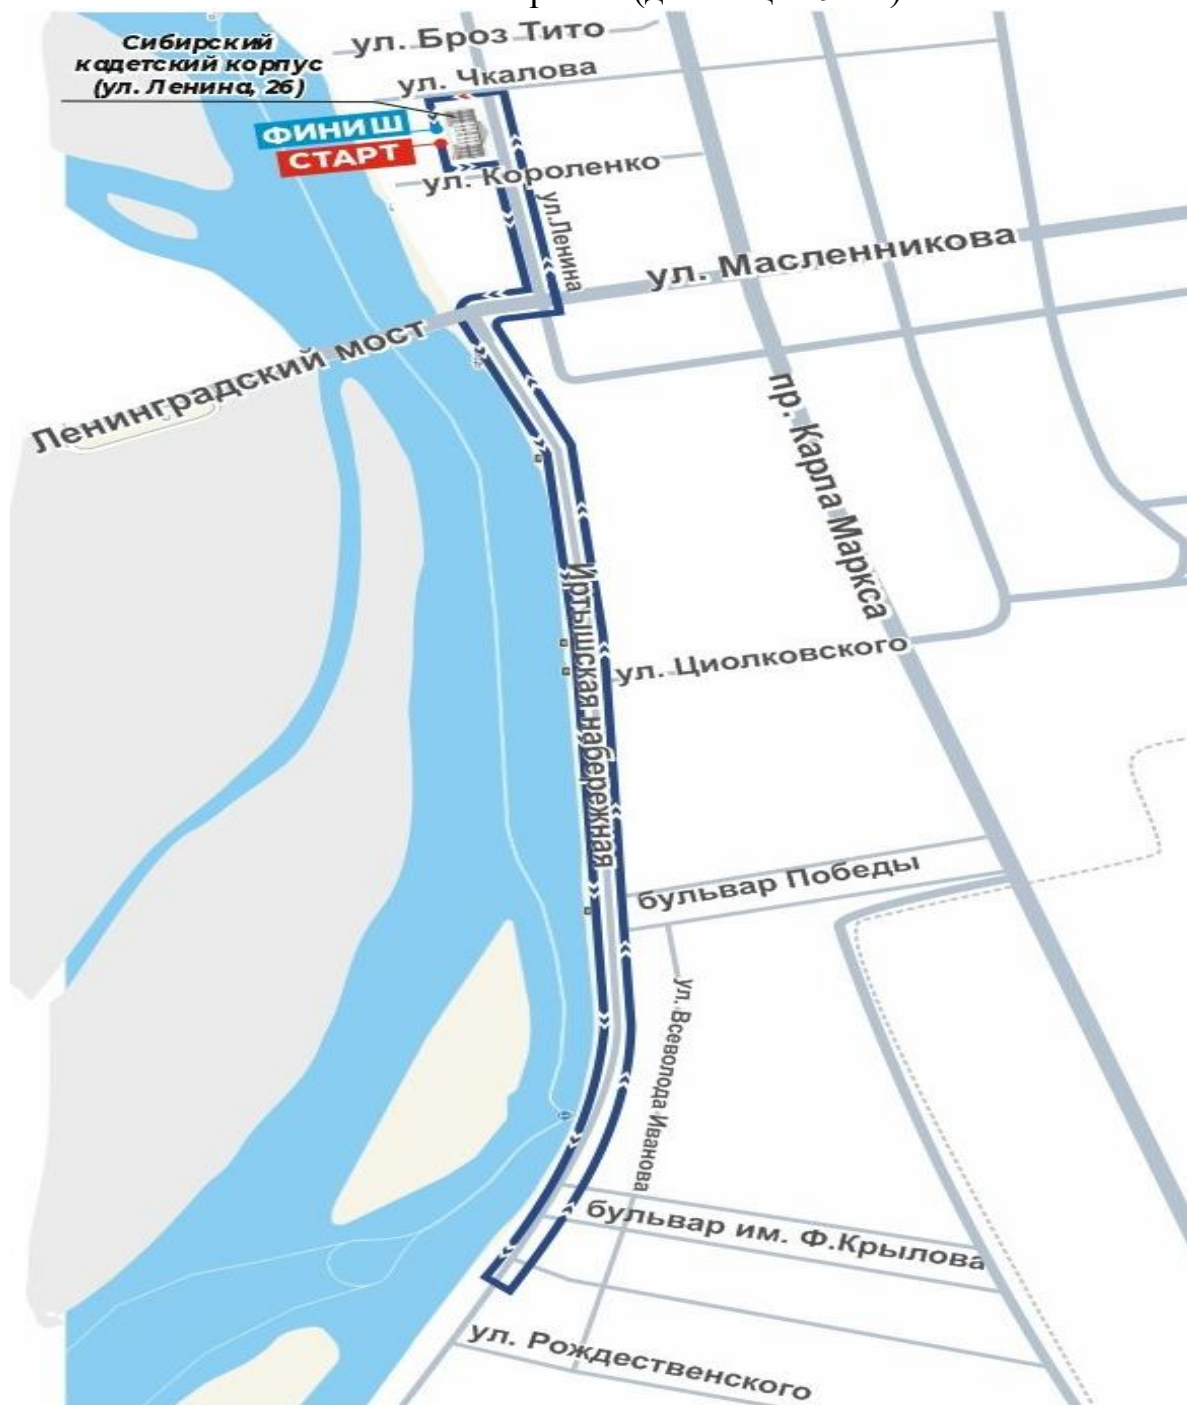 ул. Броз Тито
Сибирский
кадетский корпус
(ул. Ленина, 26)
ул. Чкалова
ФИНИШ
СТАРТ
ул. Короленко
ул.Ленина
ул. Масленникова
Ленинградский мост
пр. Карла Маркса
Иртышская набережная
ул. Циолковского
бульвар Победы
ул. Всеволода Иванова
бульвар им. Ф.Крылова
ул. Рождественского